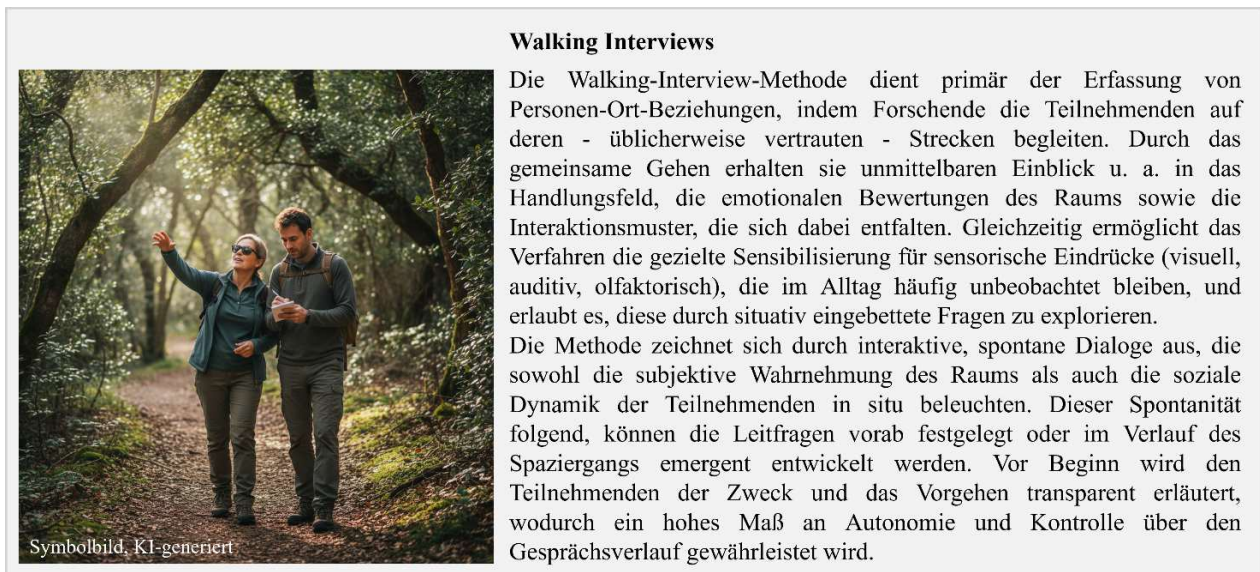 Walking Interviews
Die Walking-Interview-Methode dient primär der Erfassung von
Personen-Ort-Beziehungen, indem Forschende die Teilnehmenden auf
deren - üblicherweise vertrauten - Strecken begleiten. Durch das
gemeinsame Gehen erhalten sie unmittelbaren Einblick u. a. in das
Handlungsfeld, die emotionalen Bewertungen des Raums sowie die
Interaktionsmuster, die sich dabei entfalten. Gleichzeitig ermöglicht das
Verfahren die gezielte Sensibilisierung für sensorische Eindrücke (visuell,
auditiv, olfaktorisch), die im Alltag häufig unbeobachtet bleiben, und
erlaubt es, diese durch situativ eingebettete Fragen zu explorieren.
Die Methode zeichnet sich durch interaktive, spontane Dialoge aus, die
sowohl die subjektive Wahrnehmung des Raums als auch die soziale
Dynamik der Teilnehmenden in situ beleuchten. Dieser Spontanität
folgend, können die Leitfragen vorab festgelegt oder im Verlauf des
Spaziergangs emergent entwickelt werden. Vor Beginn wird den
Teilnehmenden der Zweck und das Vorgehen transparent erläutert,
wodurch ein hohes Maß an Autonomie und Kontrolle über den
Gesprächsverlauf gewährleistet wird.
Symbolbild, KI-generiert